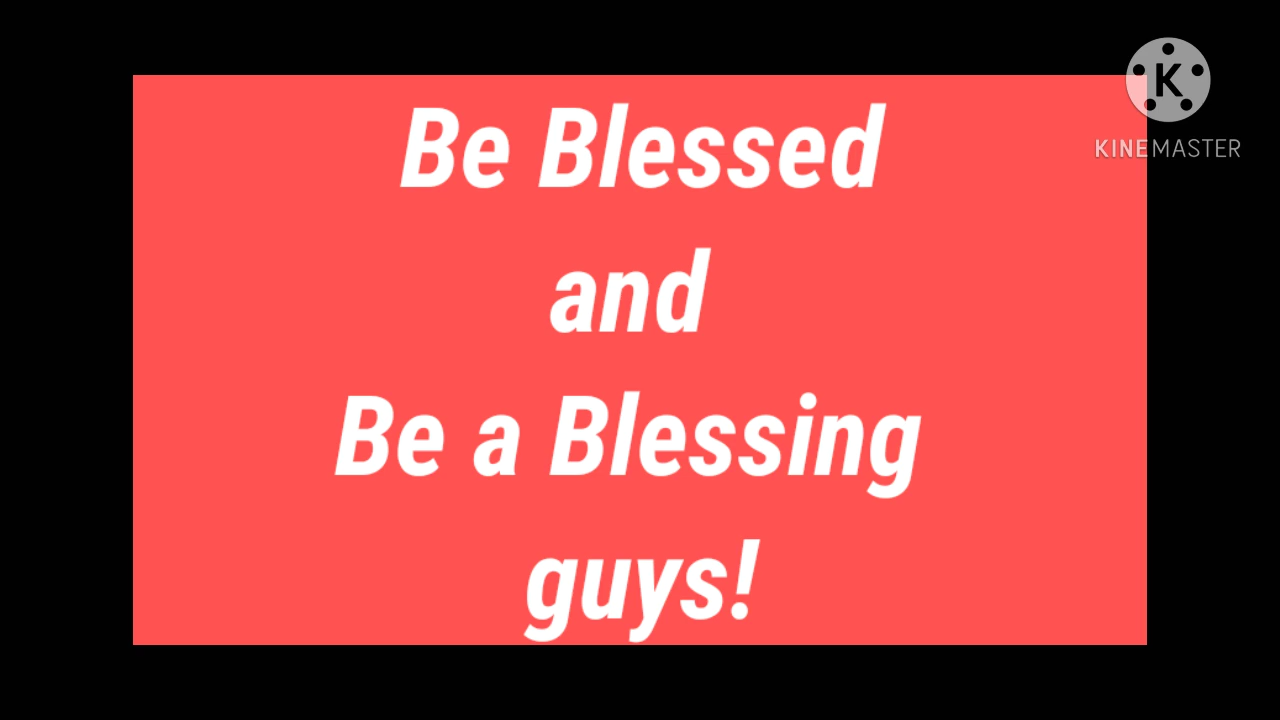 Be Blessed
and
Be a Blessing
guys!
K
KINEMASTER